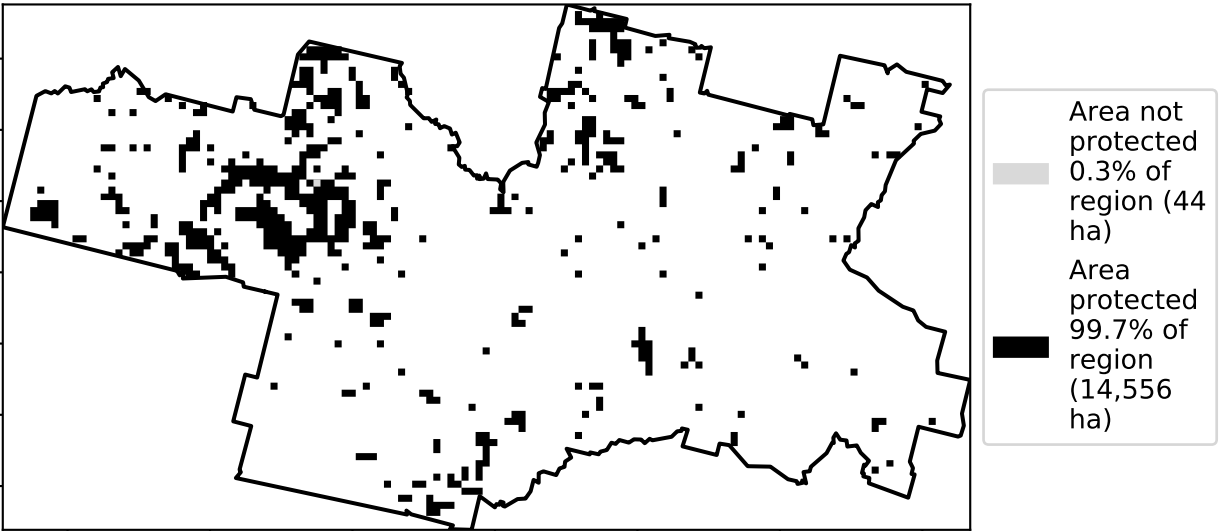 Area not
protected
0.3% of
region (44
ha)
Area
protected
99.7% of
region
(14,556
ha)